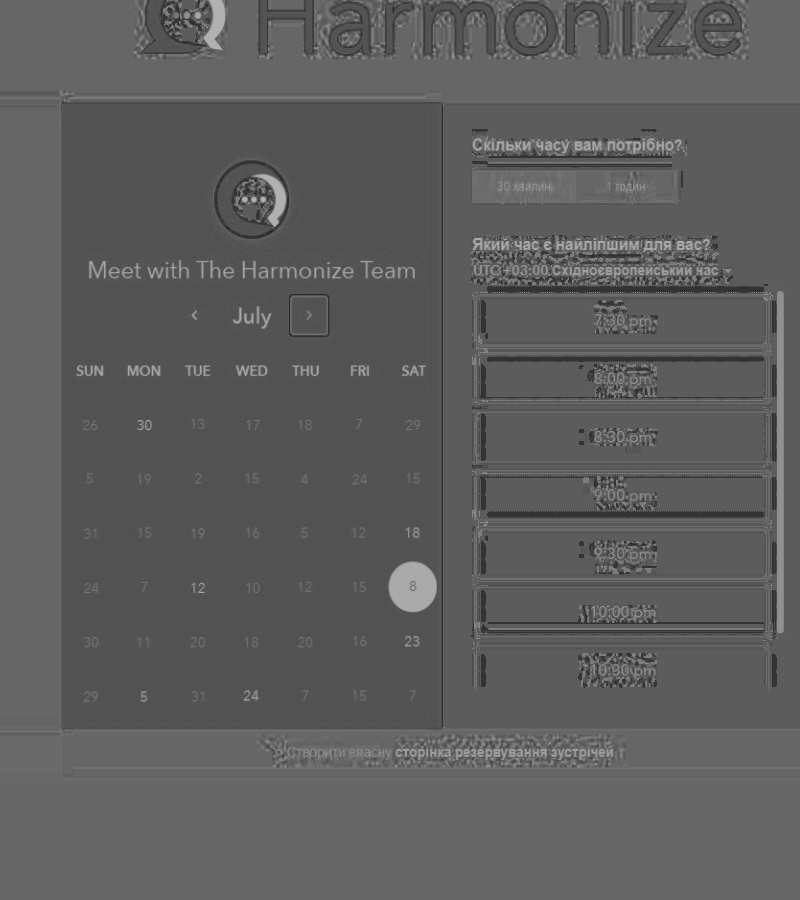 Harmonize
Meet with The Harmonize Team
July
SUN MON TUE WED THU FRI SAT
26 30 13 17 18 7 29
5 19 2 15 4 24 15
31 15 19 16 5 12 18
24 7 12 10 12 15 8
30 11 20 18 20 16 23
29 5 31 24 7 15 7
Скільки часу вам потрібно?
30 хвилин 1 годин
Який час є найліпшим для вас?
UTC +03:00 Східноєвропейський час
7:30 pm
8:00 pm
8:30 pm
9:00 pm
9:30 pm
10:00 pm
10:30 pm
Створити власну сторінка резервування зустрічей